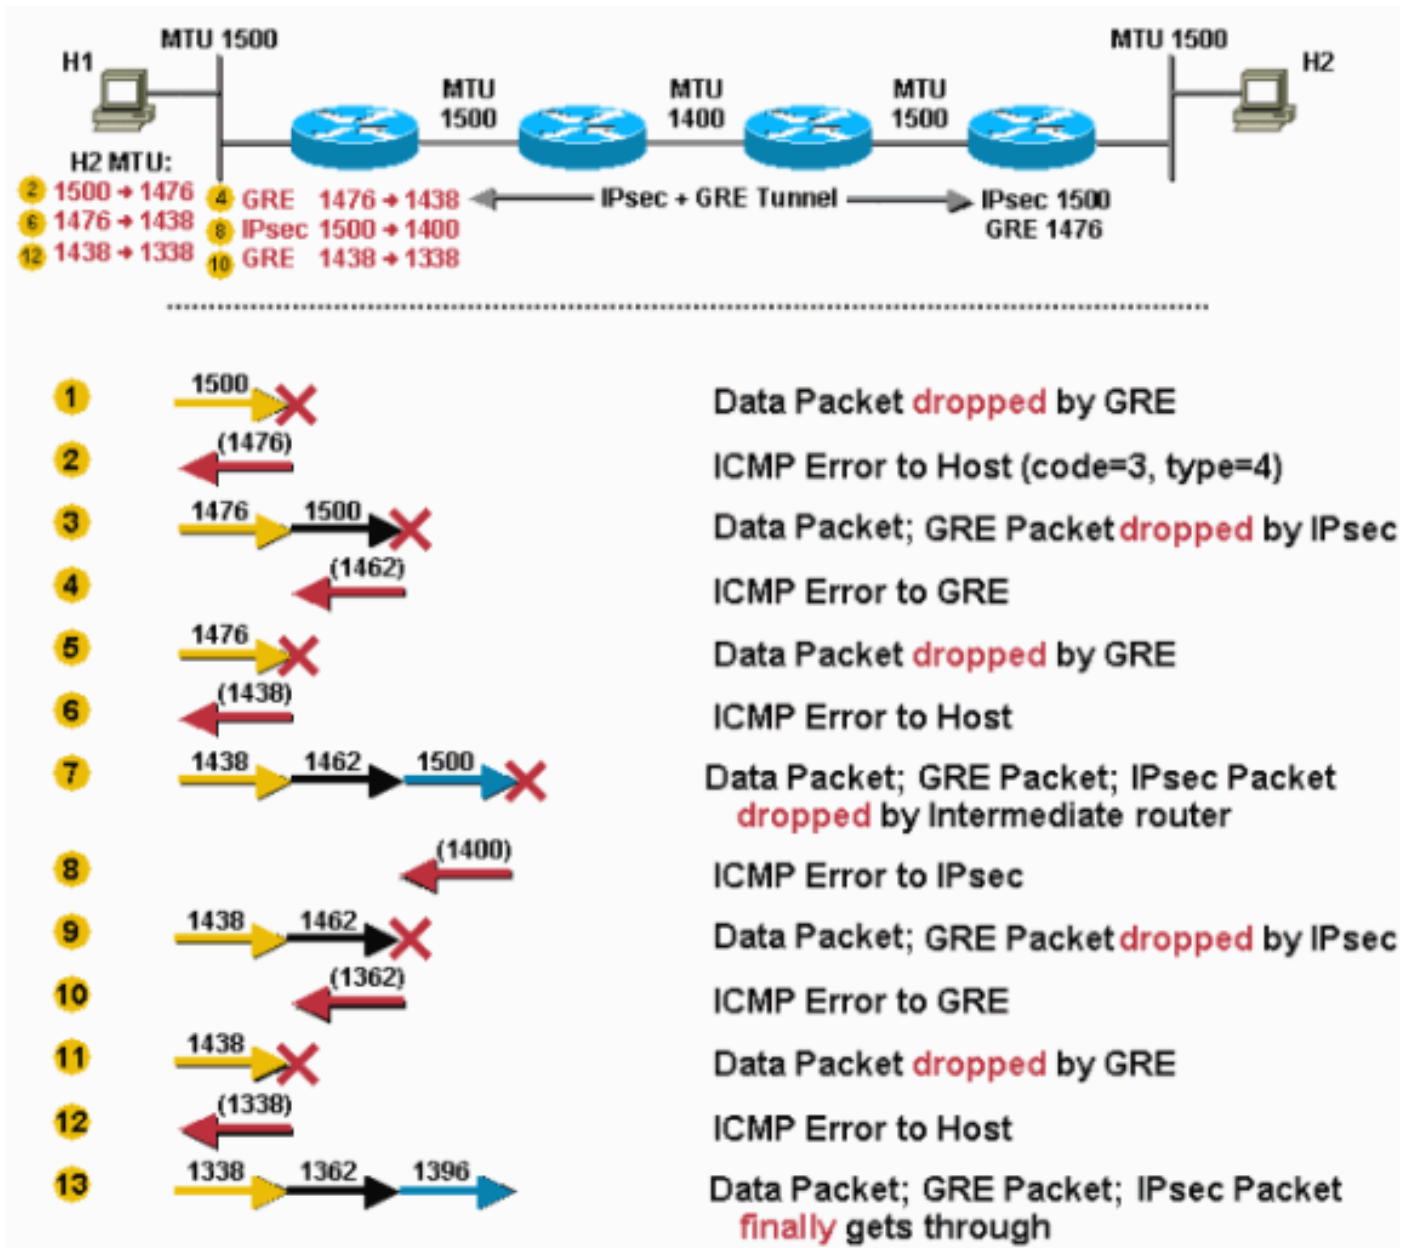 MTU 1500
MTU 1500
H1
H2
MTU
1500
MTU
1400
MTU
1500
H2 MTU:
2 1500 → 1476
6 1476 → 1438
12 1438 → 1338
4 GRE 1476 → 1438
8 IPsec 1500 → 1400
10 GRE 1438 → 1338
IPsec + GRE Tunnel
IPsec 1500
GRE 1476
1 1500 Data Packet dropped by GRE
2 (1476) ICMP Error to Host (code=3, type=4)
3 1476 1500 Data Packet; GRE Packet dropped by IPsec
4 (1462) ICMP Error to GRE
5 1476 Data Packet dropped by GRE
6 (1438) ICMP Error to Host
7 1438 1462 1500 Data Packet; GRE Packet; IPsec Packet
dropped by Intermediate router
8 (1400) ICMP Error to IPsec
9 1438 1462 Data Packet; GRE Packet dropped by IPsec
10 (1362) ICMP Error to GRE
11 1438 Data Packet dropped by GRE
12 (1338) ICMP Error to Host
13 1338 1362 1396 Data Packet; GRE Packet; IPsec Packet
finally gets through